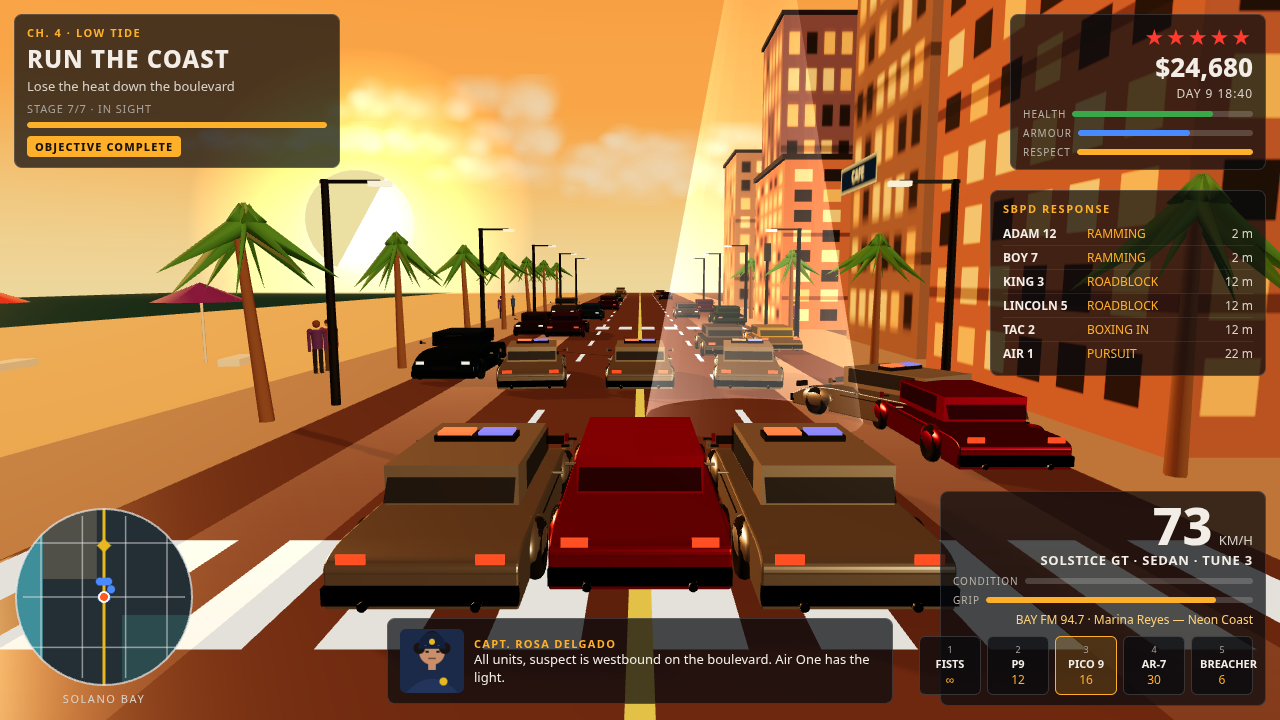 CH. 4 · LOW TIDE
RUN THE COAST
Lose the heat down the boulevard
STAGE 7/7 · IN SIGHT
OBJECTIVE COMPLETE
★★★★★
$24,680
DAY 9 18:40
HEALTH
ARMOUR
RESPECT
CAFE
SBPD RESPONSE
ADAM 12 RAMMING 2 m
BOY 7 RAMMING 2 m
KING 3 ROADBLOCK 12 m
LINCOLN 5 ROADBLOCK 12 m
TAC 2 BOXING IN 12 m
AIR 1 PURSUIT 22 m
73 KM/H
SOLSTICE GT · SEDAN · TUNE 3
CONDITION
GRIP
BAY FM 94.7 · Marina Reyes — Neon Coast
1 2 3 4 5
FISTS P9 PICO 9 AR-7 BREACHER
∞ 12 16 30 6
CAPT. ROSA DELGADO
All units, suspect is westbound on the boulevard. Air One has the
light.
SOLANO BAY